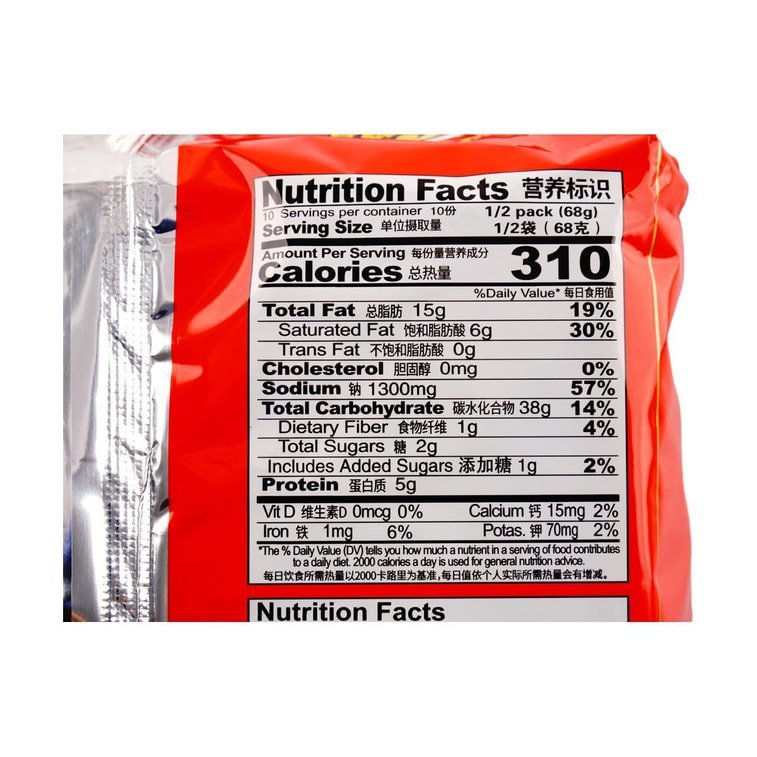 Nutrition Facts 营养标识
10 Servings per container 10份 1/2 pack (68g)
Serving Size 单位摄取量 1/2袋 ( 68克 )
Amount Per Serving 每份量营养成分
Calories 总热量 310
%Daily Value* 每日食用值
Total Fat 总脂肪 15g 19%
Saturated Fat 饱和脂肪酸 6g 30%
Trans Fat 不饱和脂肪酸 0g
Cholesterol 胆固醇 0mg 0%
Sodium 钠 1300mg 57%
Total Carbohydrate 碳水化合物 38g 14%
Dietary Fiber 食物纤维 1g 4%
Total Sugars 糖 2g
Includes Added Sugars 添加糖 1g 2%
Protein 蛋白质 5g
Vit D 维生素D 0mcg 0% Calcium 钙 15mg 2%
Iron 铁 1mg 6% Potas. 钾 70mg 2%
*The % Daily Value (DV) tells you how much a nutrient in a serving of food contributes
to a daily diet. 2000 calories a day is used for general nutrition advice.
每日饮食所需热量以2000卡路里为基准,每日值依个人实际所需热量会有增减。
Nutrition Facts